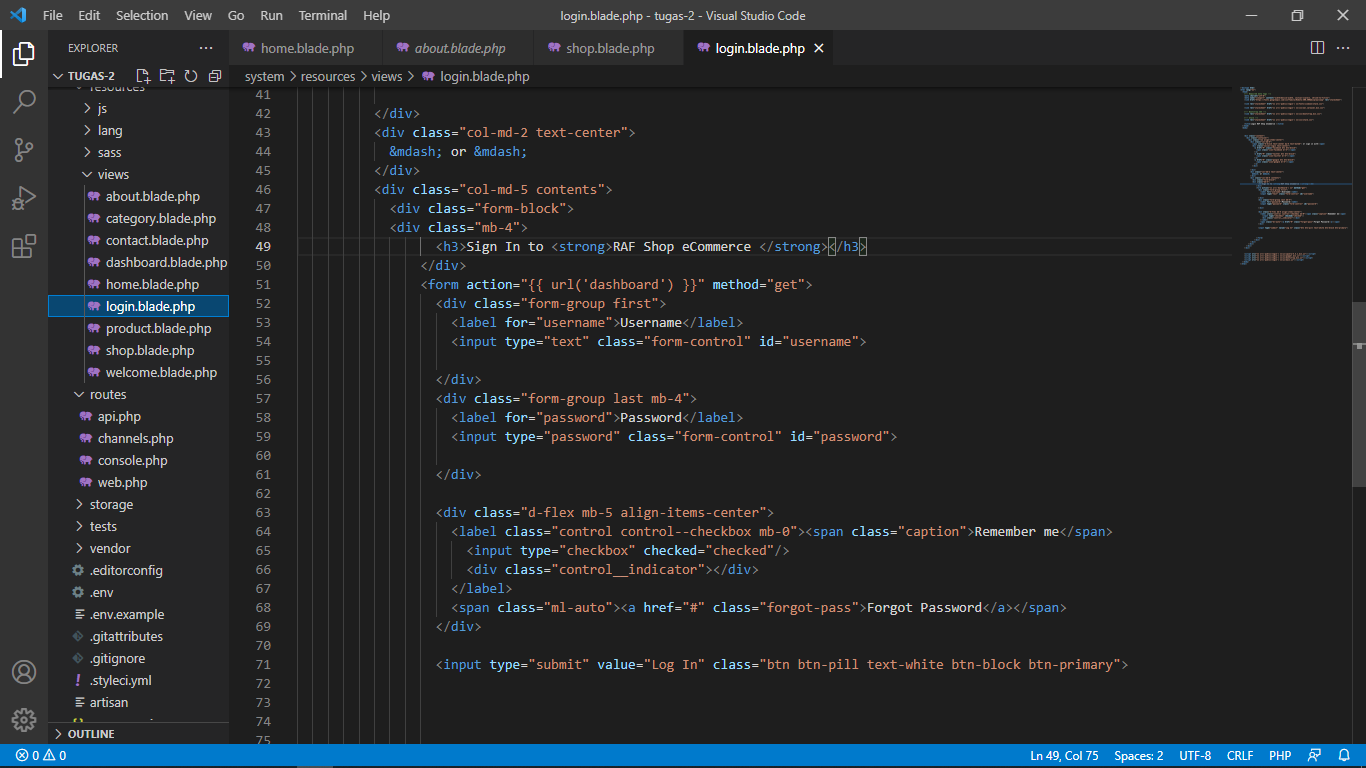 File Edit Selection View Go Run Terminal Help login.blade.php - tugas-2 - Visual Studio Code
EXPLORER
home.blade.php about.blade.php shop.blade.php login.blade.php
TUGAS-2
system > resources > views > login.blade.php
resources
js
lang
sass
views
about.blade.php
category.blade.php
contact.blade.php
dashboard.blade.php
home.blade.php
login.blade.php
product.blade.php
shop.blade.php
welcome.blade.php
routes
api.php
channels.php
console.php
web.php
storage
tests
vendor
.editorconfig
.env
.env.example
.gitattributes
.gitignore
.styleci.yml
artisan
OUTLINE
41
42 </div>
43 <div class="col-md-2 text-center">
44 &mdash; or &mdash;
45 </div>
46 <div class="col-md-5 contents">
47 <div class="form-block">
48 <div class="mb-4">
49 <h3>Sign In to <strong>RAF Shop eCommerce </strong></h3>
50 </div>
51 <form action="{{ url('dashboard') }}" method="get">
52 <div class="form-group first">
53 <label for="username">Username</label>
54 <input type="text" class="form-control" id="username">
55
56 </div>
57 <div class="form-group last mb-4">
58 <label for="password">Password</label>
59 <input type="password" class="form-control" id="password">
60
61 </div>
62
63 <div class="d-flex mb-5 align-items-center">
64 <label class="control control--checkbox mb-0"><span class="caption">Remember me</span>
65 <input type="checkbox" checked="checked"/>
66 <div class="control__indicator"></div>
67 </label>
68 <span class="ml-auto"><a href="#" class="forgot-pass">Forgot Password</a></span>
69 </div>
70
71 <input type="submit" value="Log In" class="btn btn-pill text-white btn-block btn-primary">
72
73
74
75
0 0 Ln 49, Col 75 Spaces: 2 UTF-8 CRLF PHP